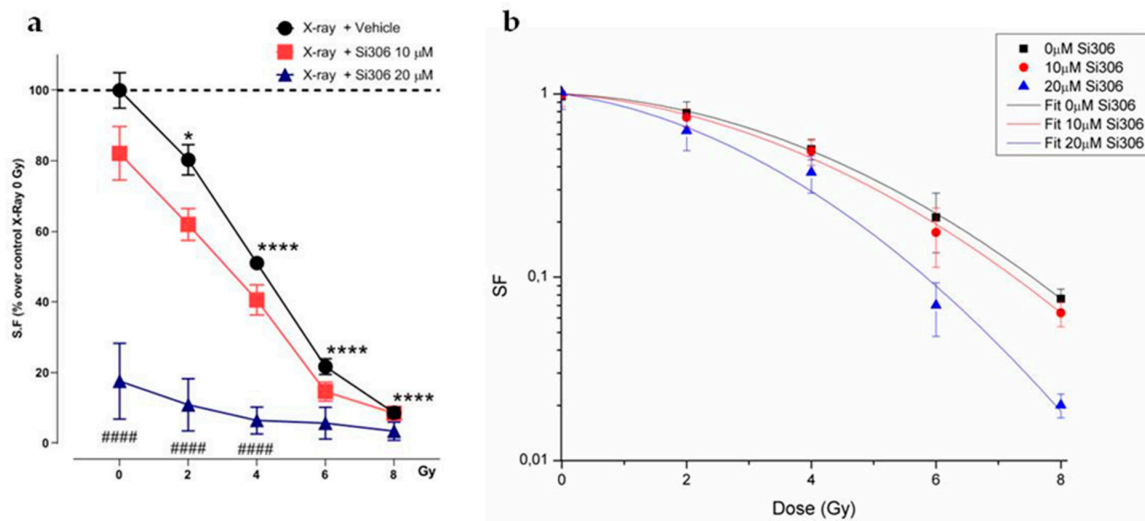 a
X-ray + Vehicle
X-ray + Si306 10 µM
X-ray + Si306 20 µM
S.F (% over control X-Ray 0 Gy)
100
80
60
40
20
0
*
****
****
****
####
####
####
0 2 4 6 8 Gy
b
0µM Si306
10µM Si306
20µM Si306
Fit 0µM Si306
Fit 10µM Si306
Fit 20µM Si306
SF
1
0,1
0,01
0 2 4 6 8
Dose (Gy)